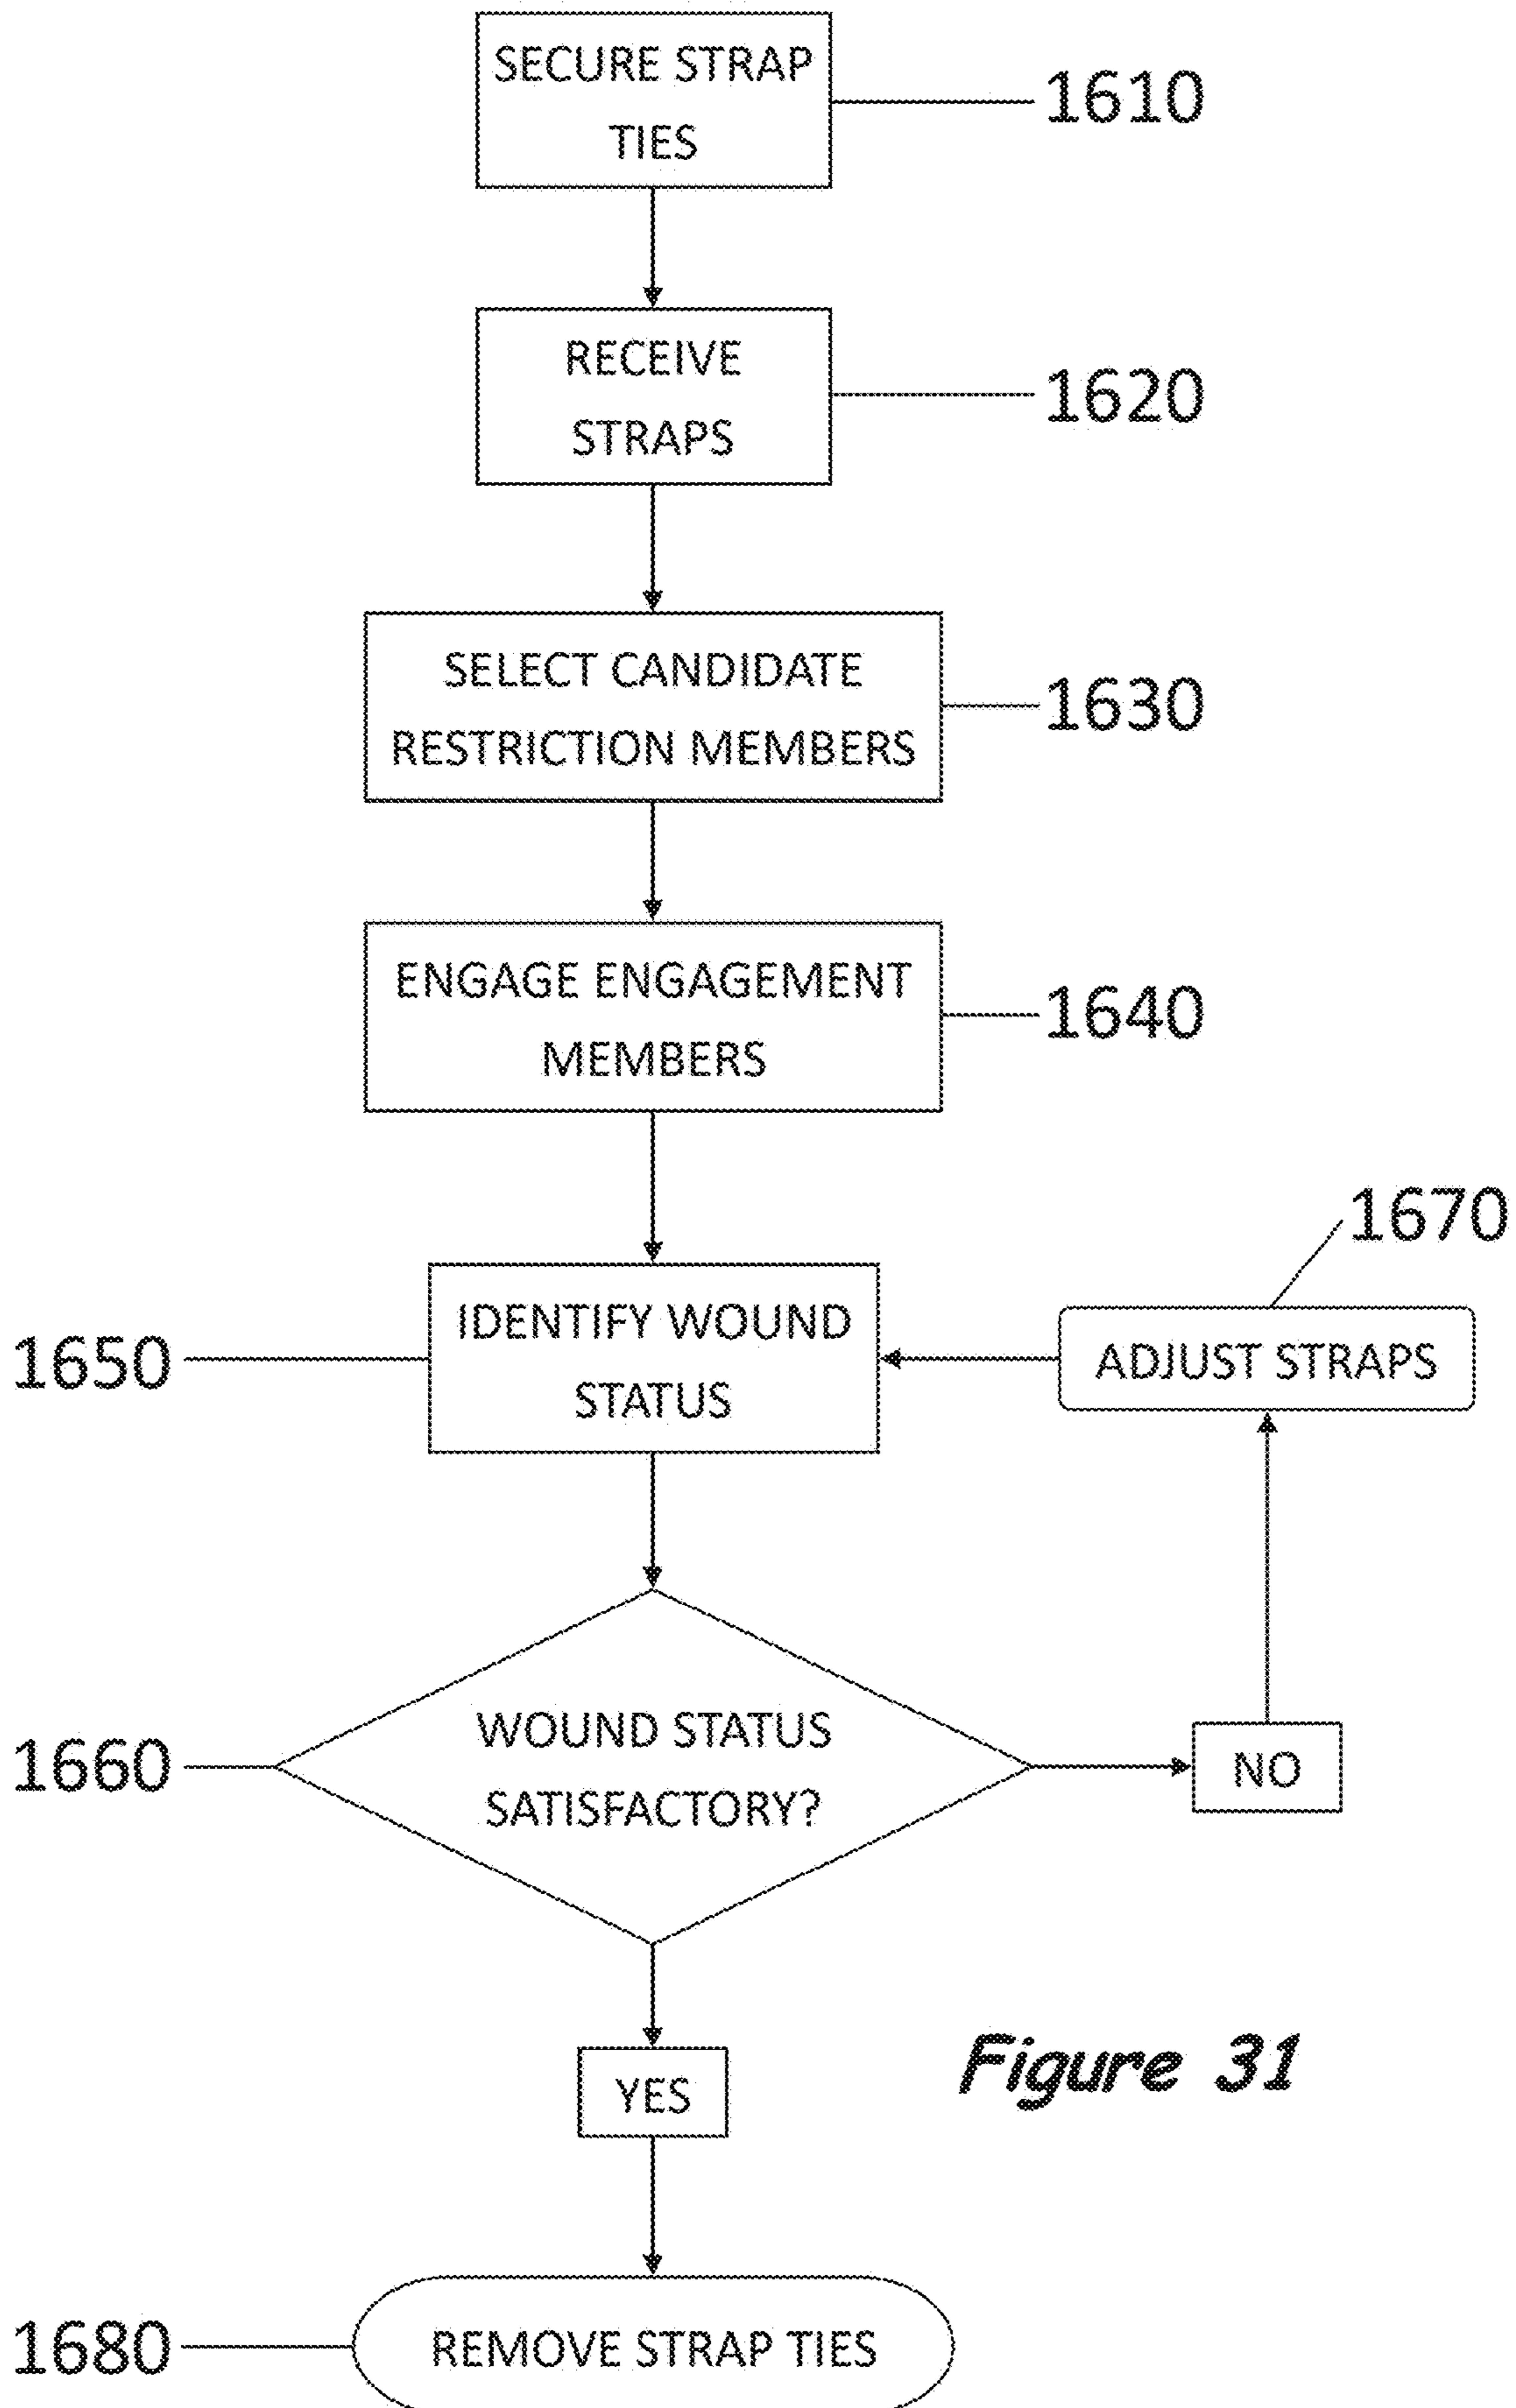 SECURE STRAP
TIES
1610
RECEIVE
STRAPS
1620
SELECT CANDIDATE
RESTRICTION MEMBERS
1630
ENGAGE ENGAGEMENT
MEMBERS
1640
1670
IDENTIFY WOUND
STATUS
1650
ADJUST STRAPS
WOUND STATUS
SATISFACTORY?
1660
NO
YES
Figure 31
REMOVE STRAP TIES
1680